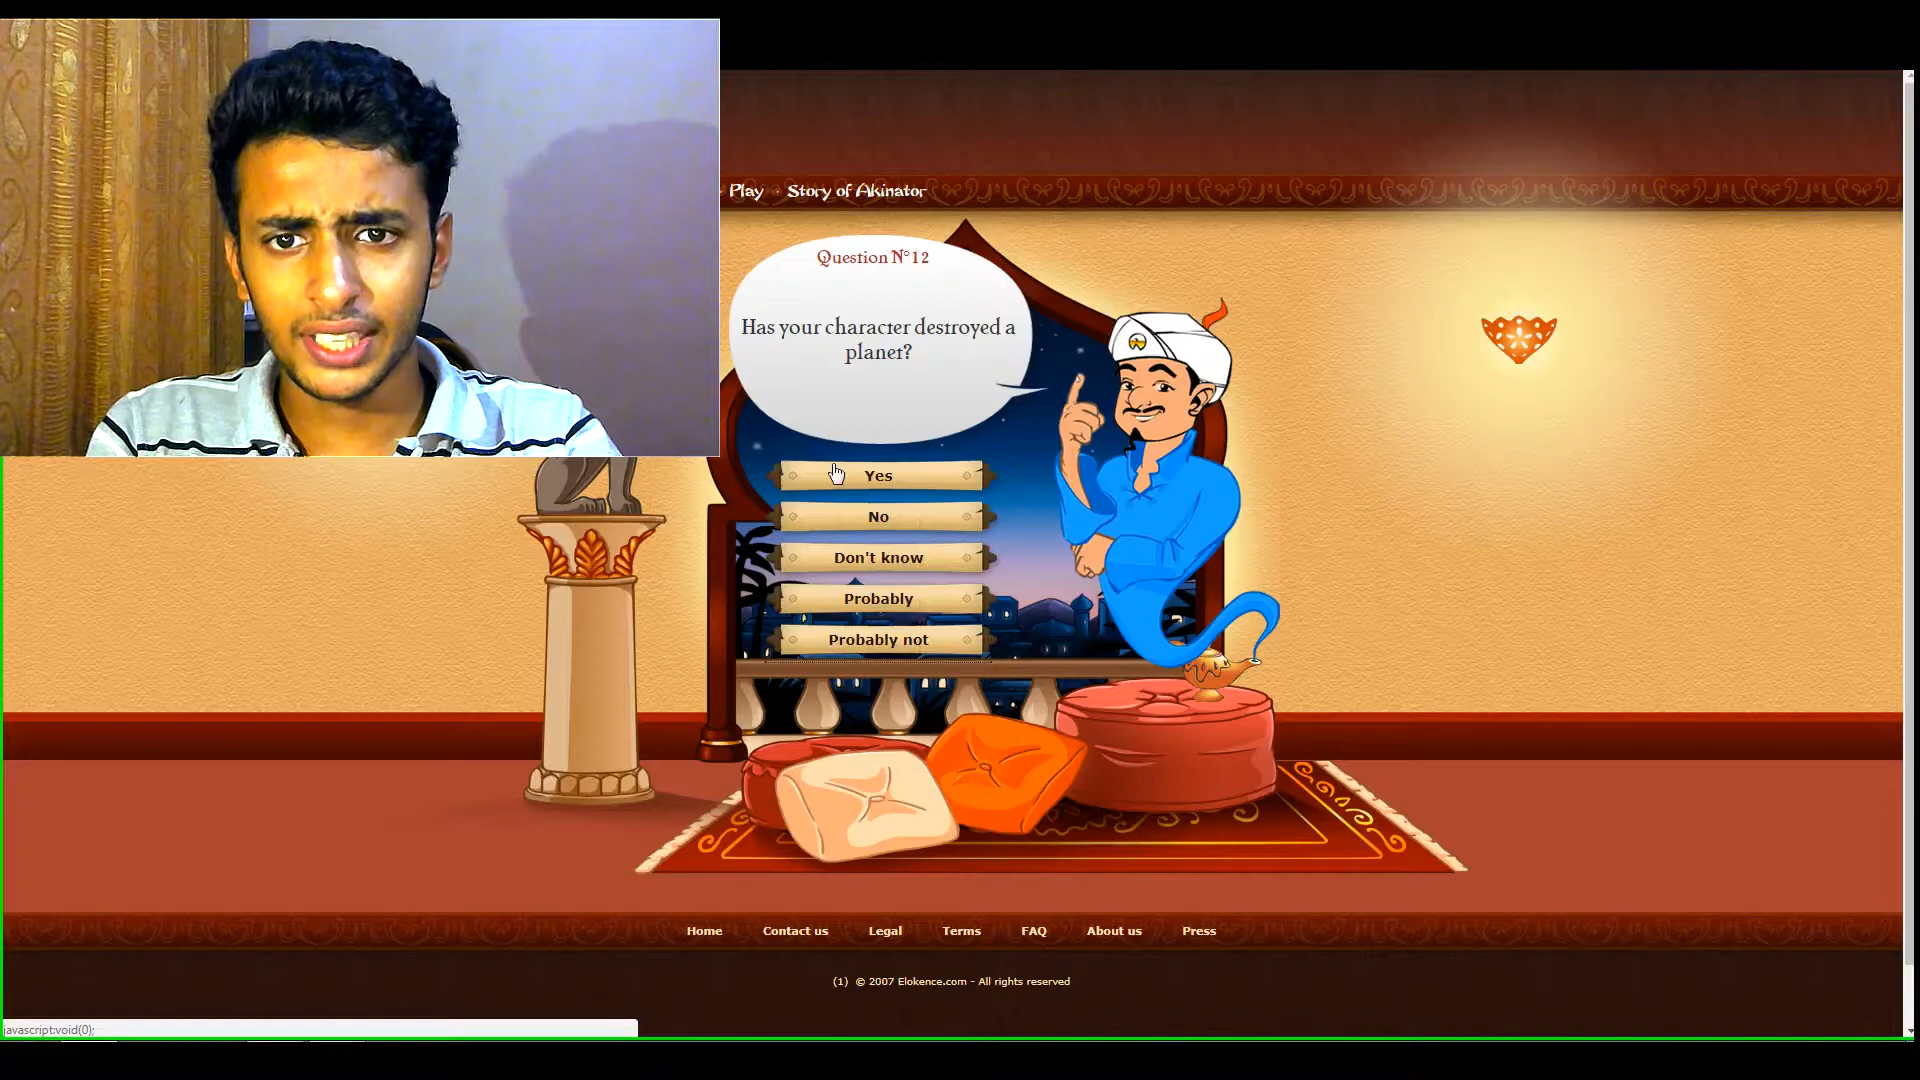 Play
Story of Akinator
Question N°12
Has your character destroyed a
planet?
Yes
No
Don't know
Probably
Probably not
Home Contact us Legal Terms FAQ About us Press
(1) © 2007 Elokence.com - All rights reserved
javascript:void(0);